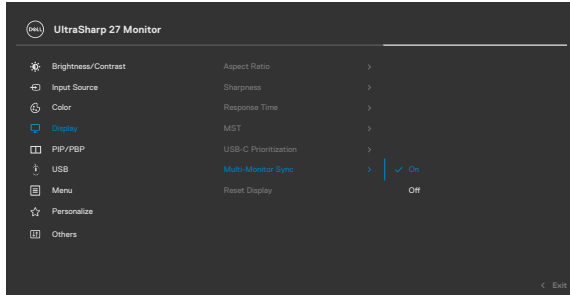 DELL UltraSharp 27 Monitor
Brightness/Contrast Aspect Ratio >
Input Source Sharpness >
Color Response Time >
Display MST >
PIP/PBP USB-C Prioritization >
USB Multi-Monitor Sync > ✓ On
Menu Reset Display Off
Personalize
Others
< Exit